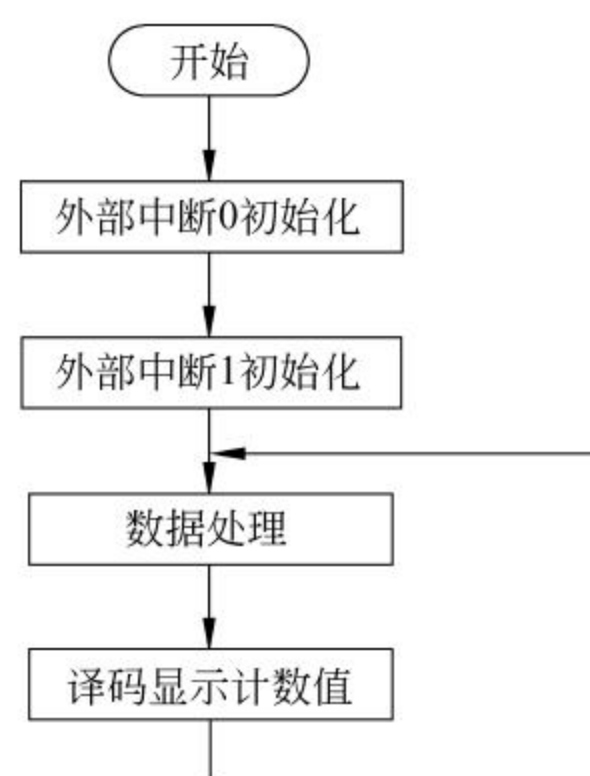 开始
外部中断0初始化
外部中断1初始化
数据处理
译码显示计数值